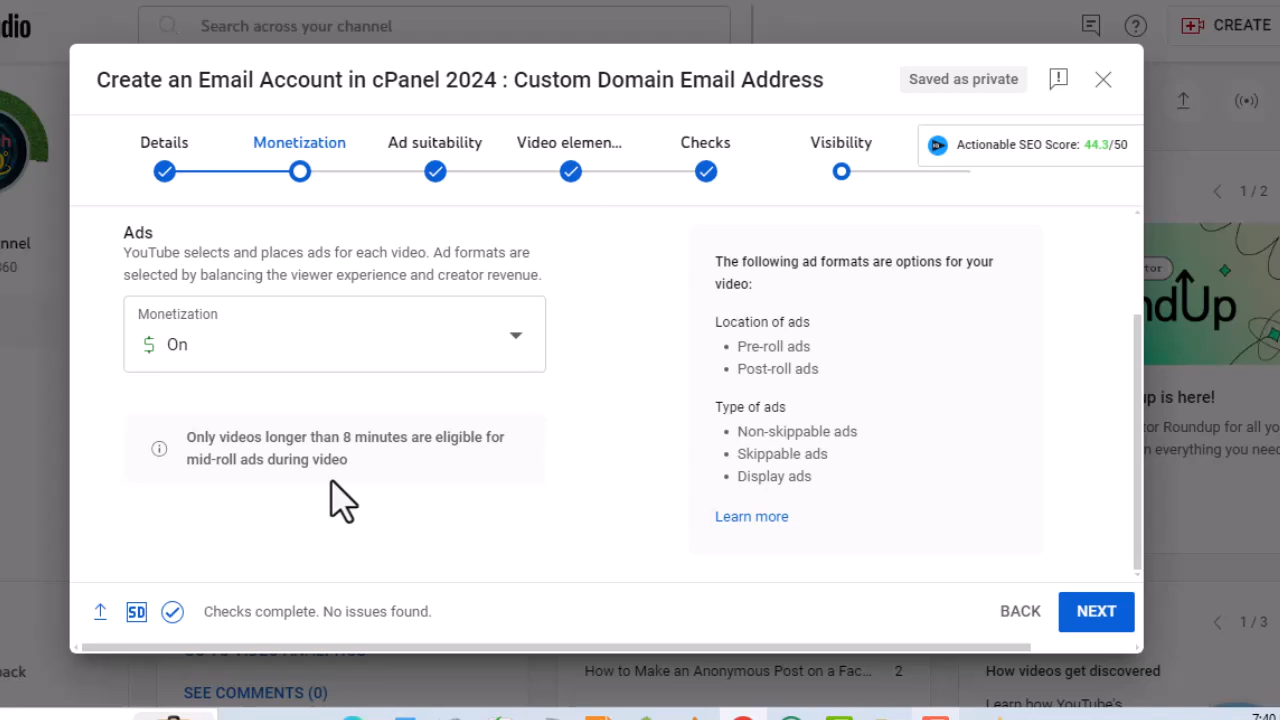 dio
Search across your channel
CREATE
Create an Email Account in cPanel 2024 : Custom Domain Email Address
Saved as private
Details
Monetization
Ad suitability
Video elemen...
Checks
Visibility
Actionable SEO Score: 44.3/50
Ads
YouTube selects and places ads for each video. Ad formats are
selected by balancing the viewer experience and creator revenue.
Monetization
On
Only videos longer than 8 minutes are eligible for
mid-roll ads during video
The following ad formats are options for your
video:
Location of ads
• Pre-roll ads
• Post-roll ads
Type of ads
• Non-skippable ads
• Skippable ads
• Display ads
Learn more
SD
Checks complete. No issues found.
BACK
NEXT
nnel
360
1 / 2
tor
ndUp
up is here!
tor Roundup for all yo
n everything you need
1 / 3
back
SEE COMMENTS (0)
How to Make an Anonymous Post on a Fac...
2
How videos get discovered
Learn how YouTube's
7:40